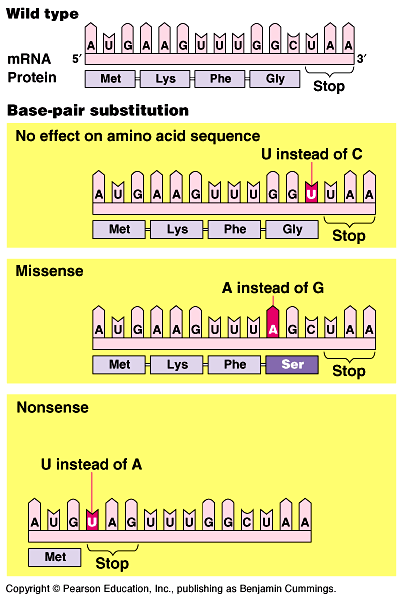 Wild type
A U G A A G U U U G G C U A A
mRNA 5′ 3′
Protein Met Lys Phe Gly Stop
Base-pair substitution
No effect on amino acid sequence
U instead of C
A U G A A G U U U G G U U A A
Met Lys Phe Gly Stop
Missense
A instead of G
A U G A A G U U U A G C U A A
Met Lys Phe Ser Stop
Nonsense
U instead of A
A U G U A G U U U G G C U A A
Met Stop
Copyright © Pearson Education, Inc., publishing as Benjamin Cummings.